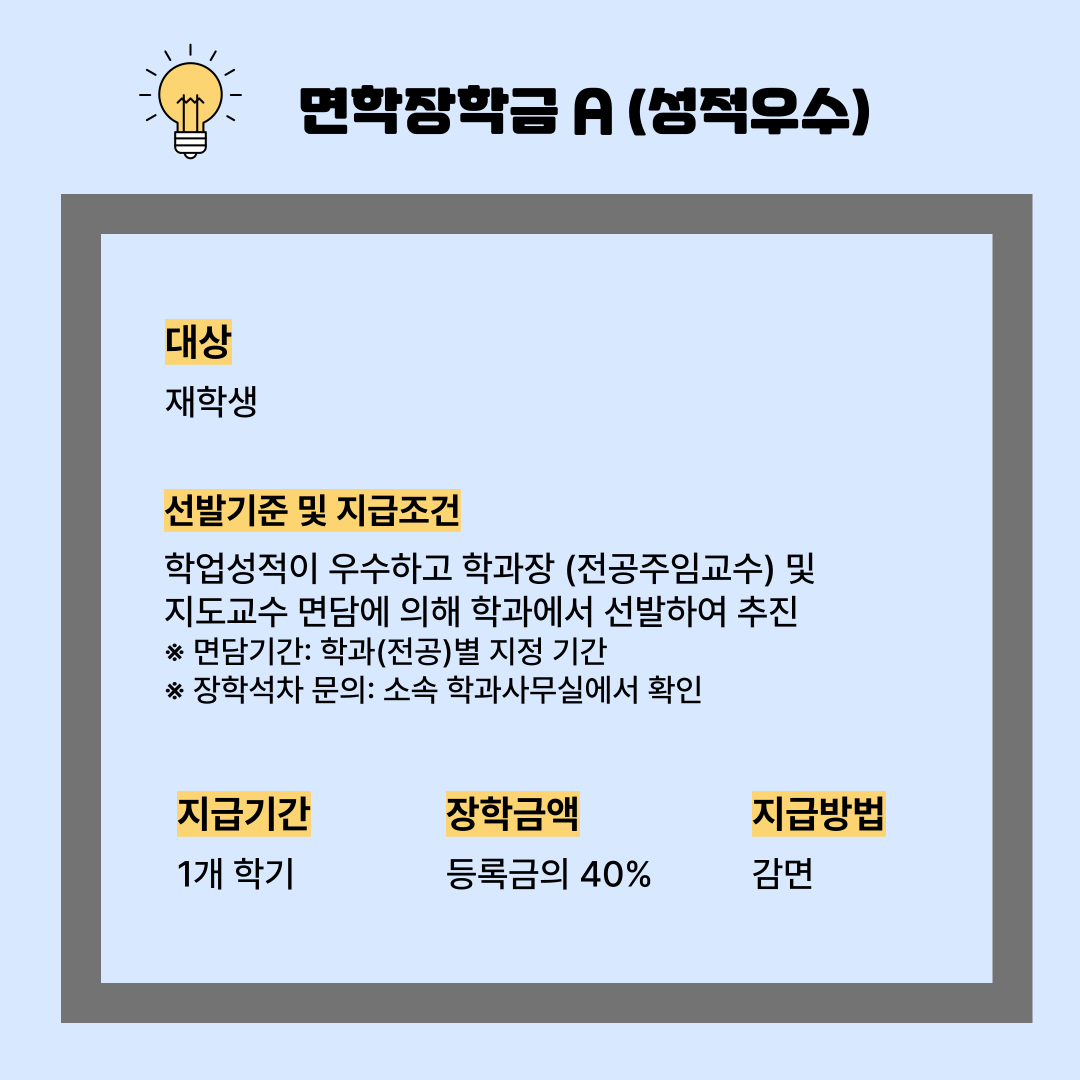 면학장학금 A (성적우수)
대상
재학생
선발기준 및 지급조건
학업성적이 우수하고 학과장 (전공주임교수) 및
지도교수 면담에 의해 학과에서 선발하여 추진
※ 면담기간: 학과(전공)별 지정 기간
※ 장학석차 문의: 소속 학과사무실에서 확인
지급기간
1개 학기
장학금액
등록금의 40%
지급방법
감면